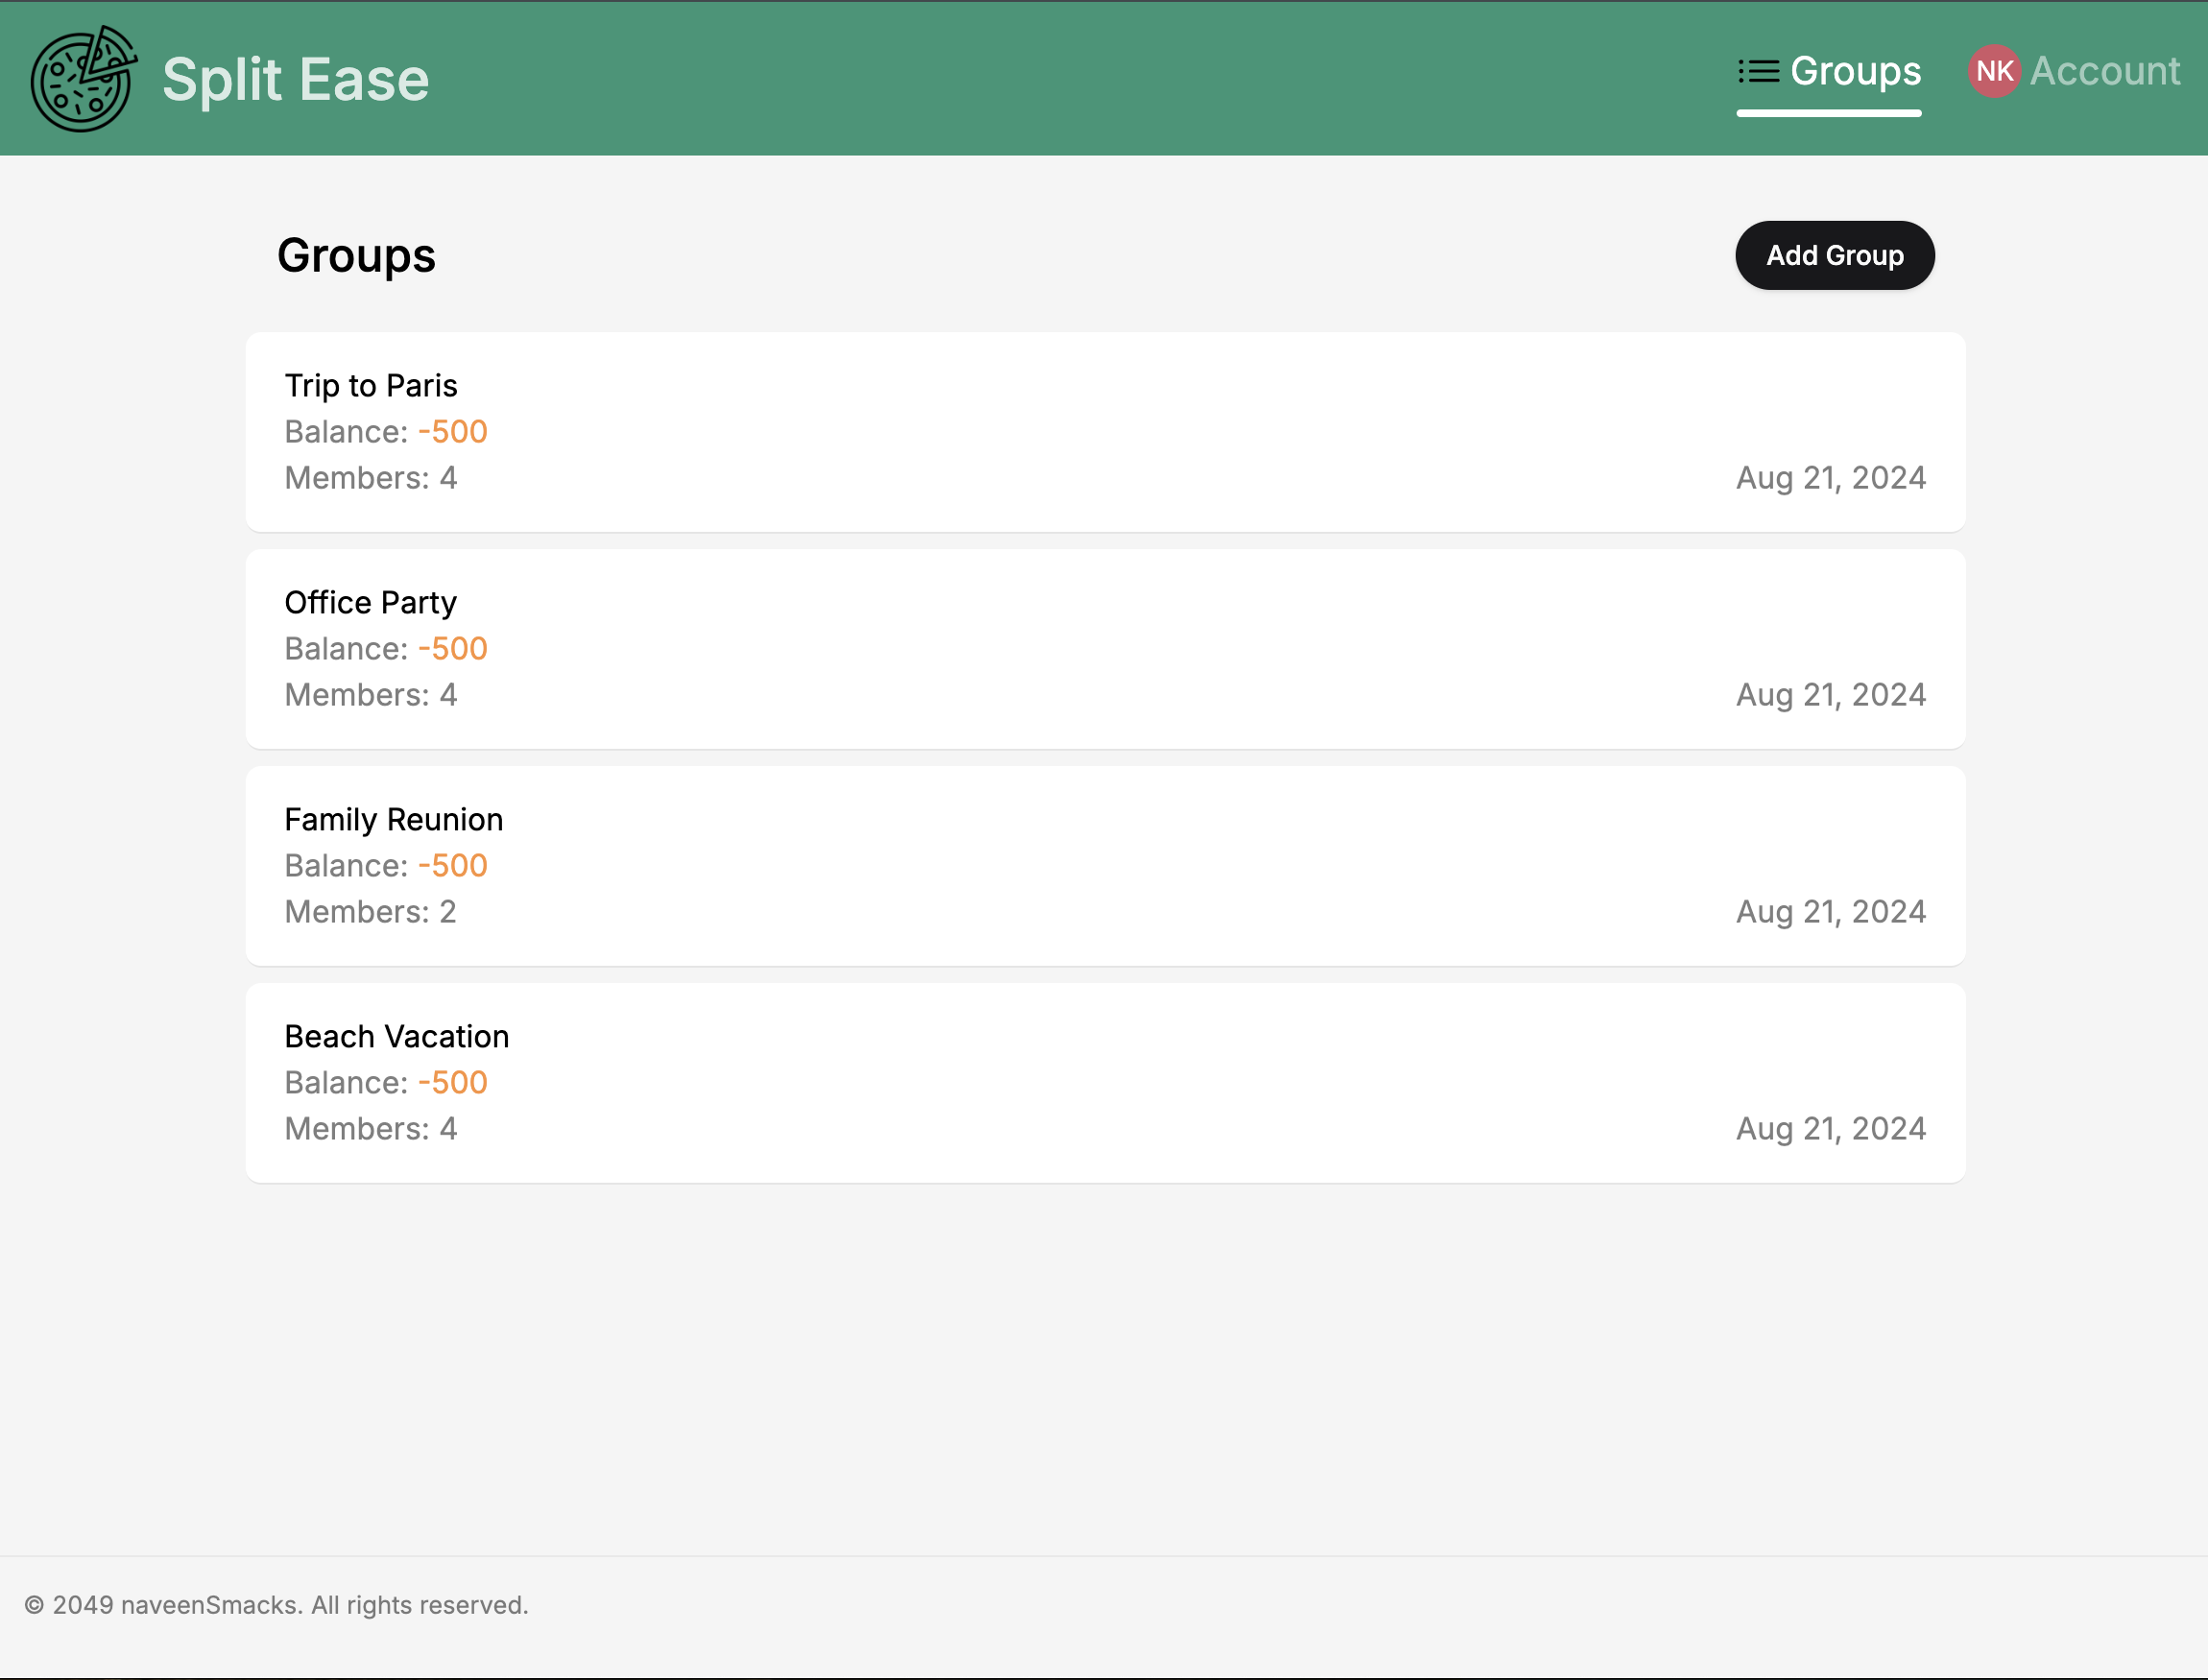 Split Ease
Groups
NK Account
Groups
Add Group
Trip to Paris
Balance: -500
Members: 4
Aug 21, 2024
Office Party
Balance: -500
Members: 4
Aug 21, 2024
Family Reunion
Balance: -500
Members: 2
Aug 21, 2024
Beach Vacation
Balance: -500
Members: 4
Aug 21, 2024
© 2049 naveenSmacks. All rights reserved.